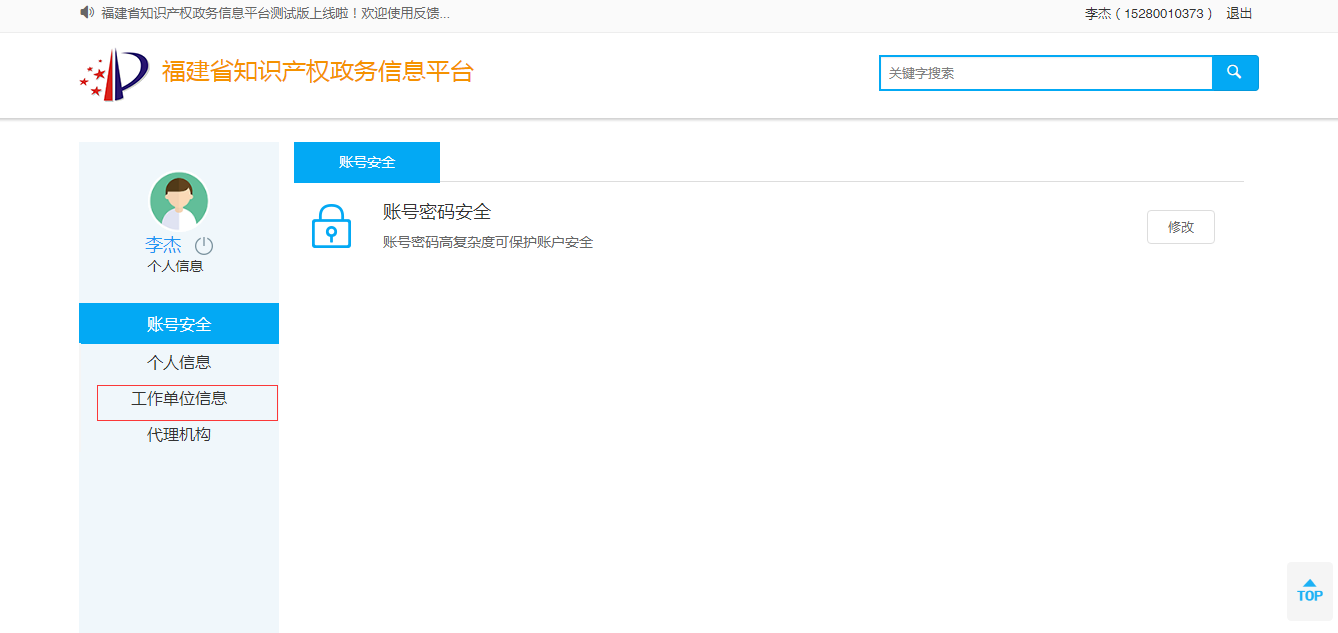 福建省知识产权政务信息平台测试版上线啦！欢迎使用反馈...
李杰（15280010373） 退出
福建省知识产权政务信息平台
关键字搜索
李杰
个人信息
账号安全
个人信息
工作单位信息
代理机构
账号安全
账号密码安全
账号密码高复杂度可保护账户安全
修改
TOP